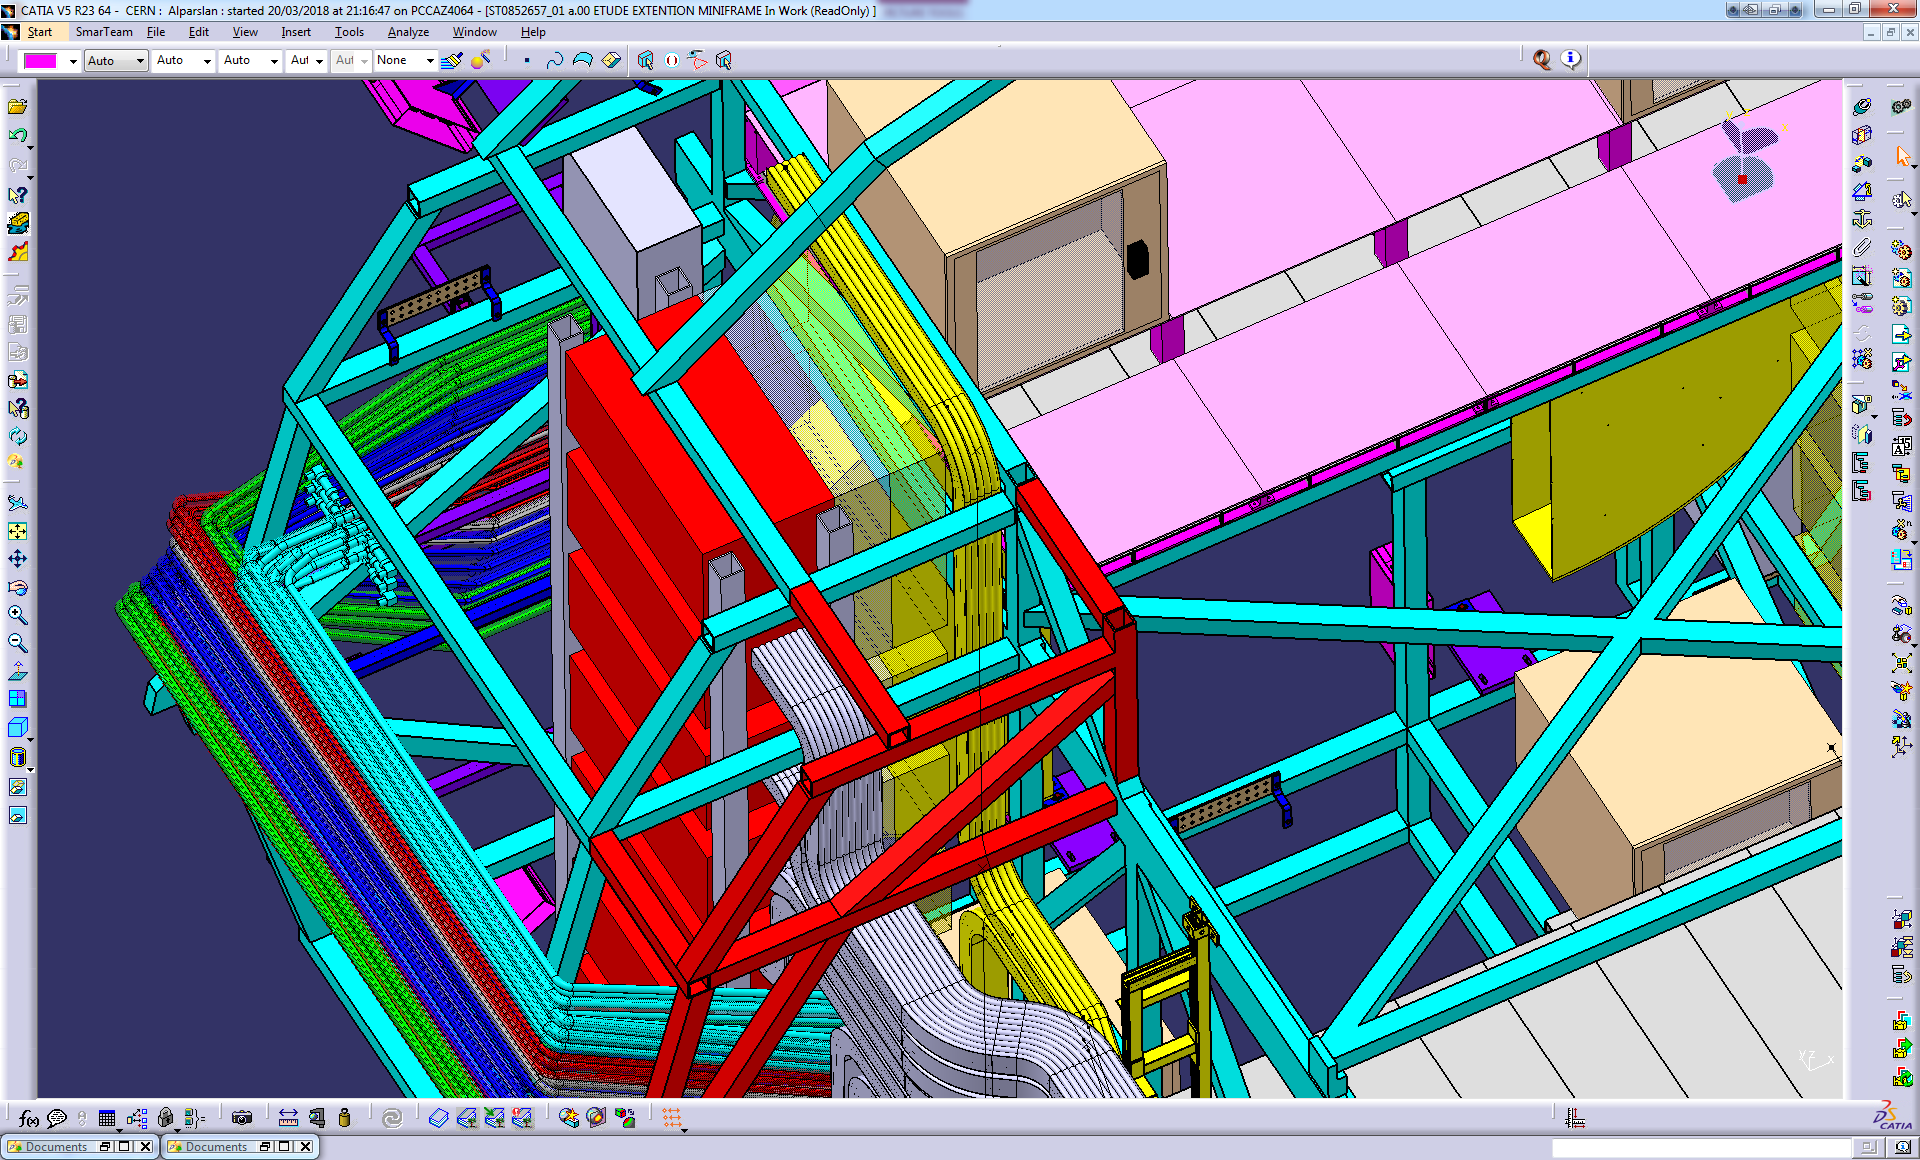 CATIA V5 R23 64 - CERN : Alparslan : started 20/03/2018 at 21:16:47 on PCCAZ4064 - [ST0852657_01 a.00 ETUDE EXTENTION MINIFRAME In Work (ReadOnly) ]
Start SmarTeam File Edit View Insert Tools Analyze Window Help
Auto Auto Auto Aut Aut None
f(x)
CATIA
Documents Documents